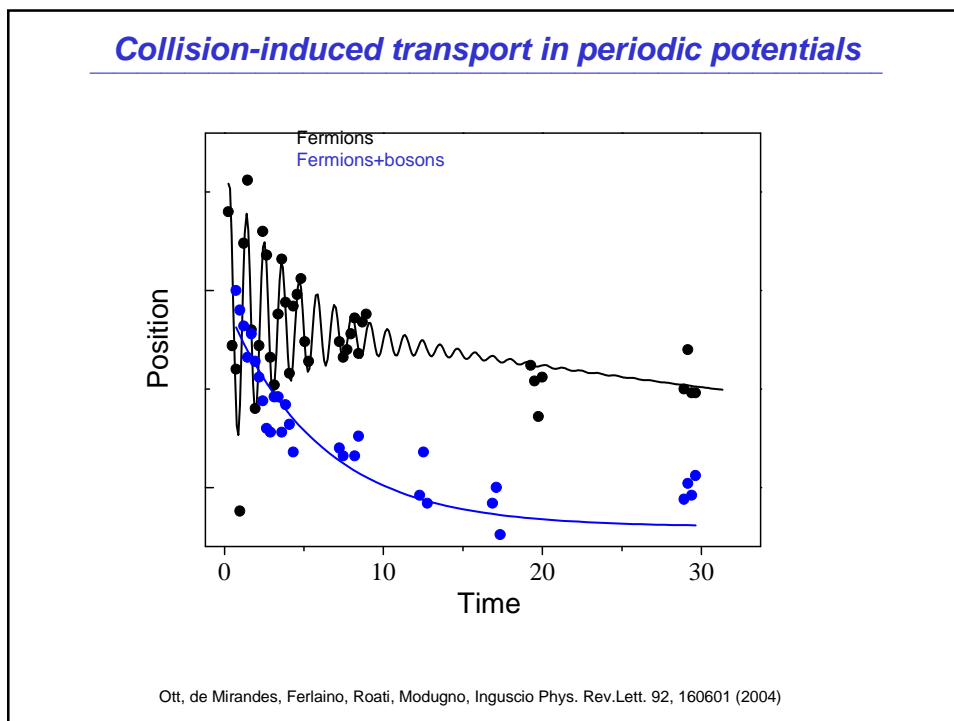 Collision-induced transport in periodic potentials
Fermions
Fermions+bosons
Position
0 10 20 30
Time
Ott, de Mirandes, Ferlaino, Roati, Modugno, Inguscio Phys. Rev.Lett. 92, 160601 (2004)